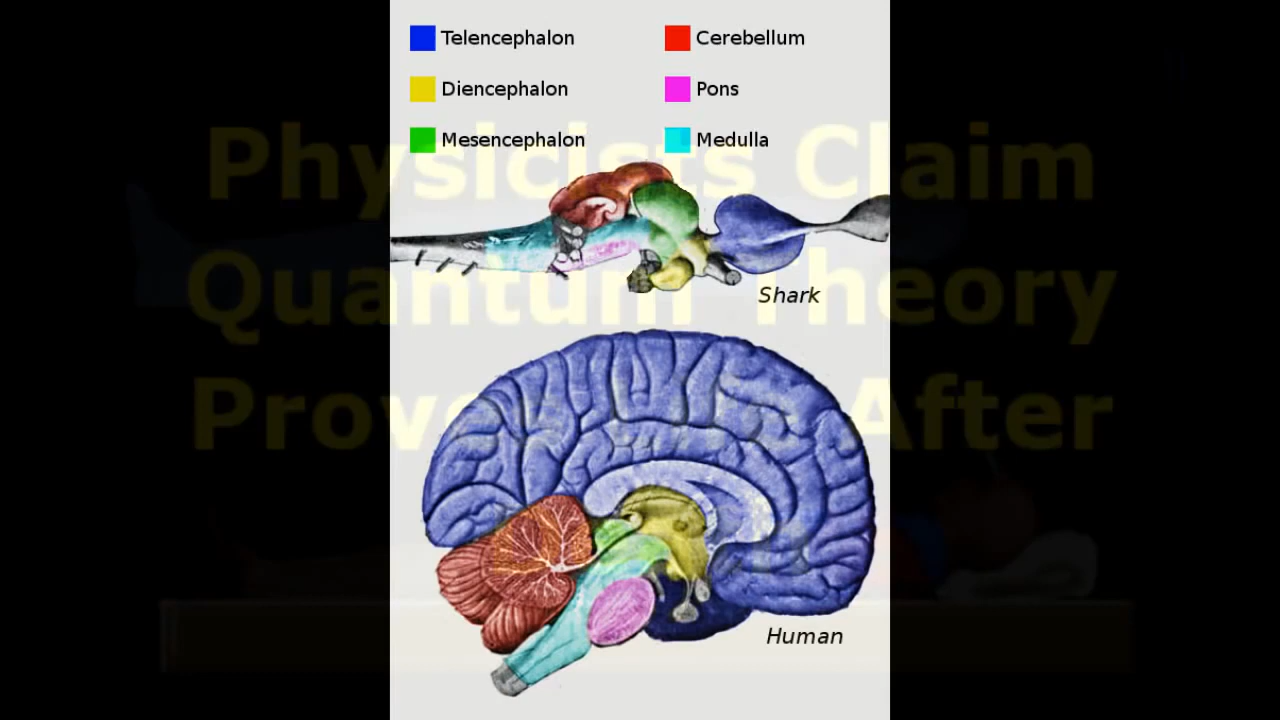 Telencephalon
Cerebellum
Diencephalon
Pons
Mesencephalon
Medulla
Physicists Claim
Quantum Theory
After
Shark
Human